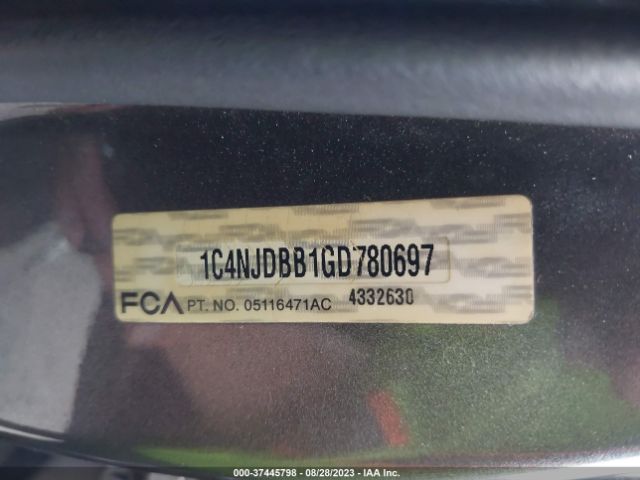 1C4NJDBB1GD780697
FCA PT. NO. 05116471AC 4332630
000-37445798 - 08/28/2023 - IAA Inc.